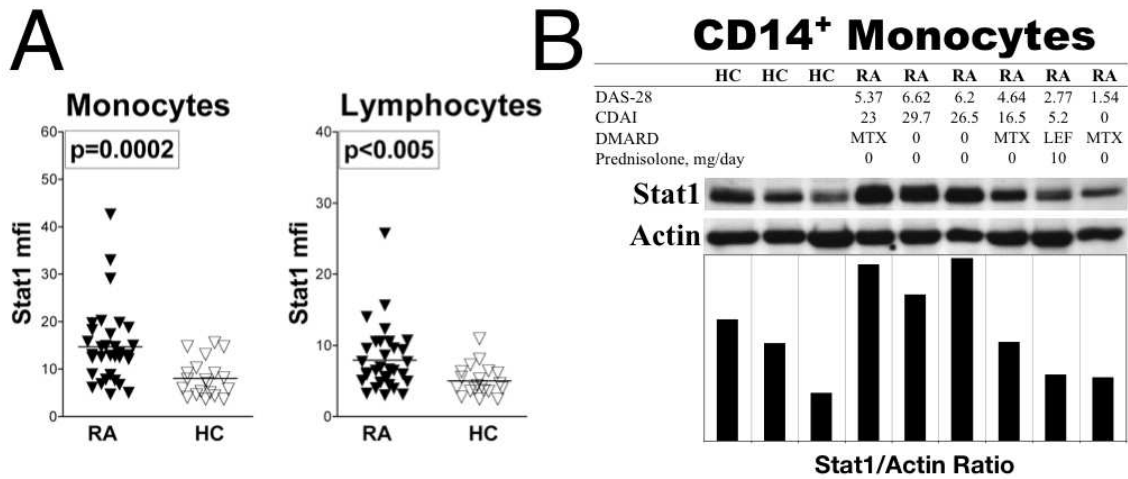 A
Monocytes
p=0.0002
Stat1 mfi
60
50
40
30
20
10
0
RA HC
Lymphocytes
p<0.005
Stat1 mfi
40
30
20
10
0
RA HC
B
CD14+ Monocytes
HC HC HC RA RA RA RA RA RA
DAS-28 5.37 6.62 6.2 4.64 2.77 1.54
CDAI 23 29.7 26.5 16.5 5.2 0
DMARD MTX 0 0 MTX LEF MTX
Prednisolone, mg/day 0 0 0 0 10 0
Stat1
Actin
Stat1/Actin Ratio